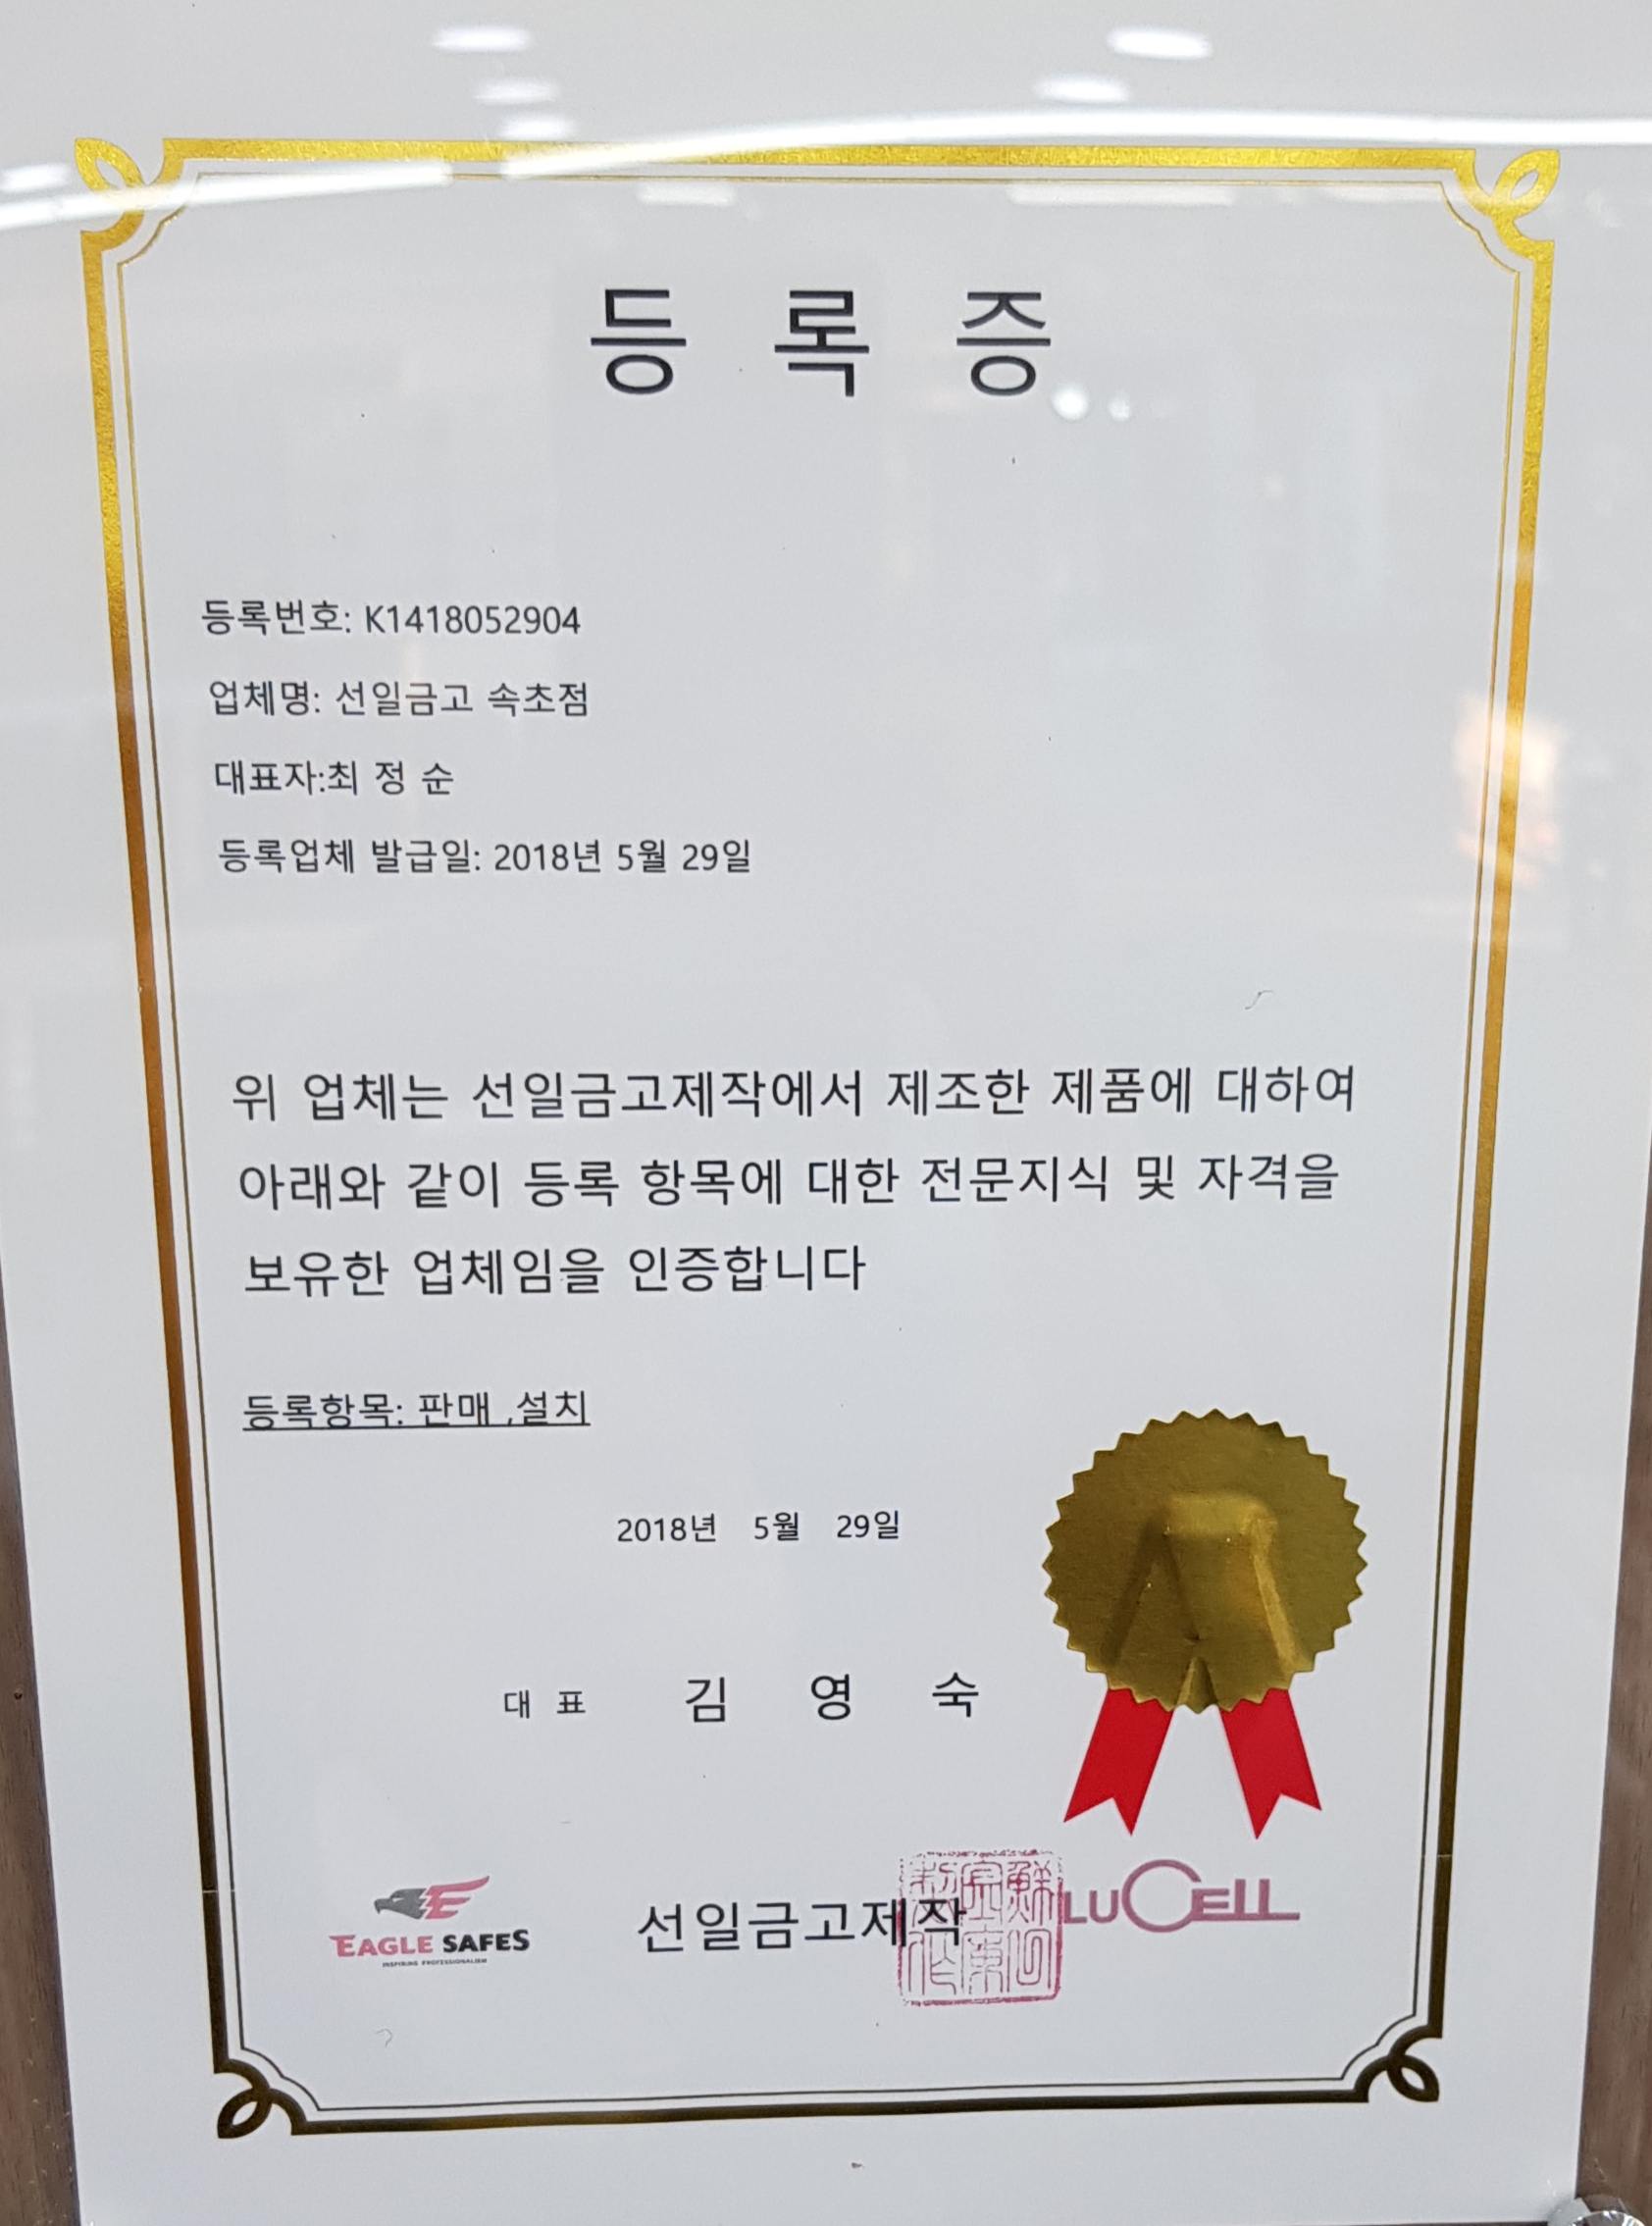 등 록 증
등록번호: K1418052904
업체명: 선일금고 속초점
대표자:최 정 순
등록업체 발급일: 2018년 5월 29일
위 업체는 선일금고제작에서 제조한 제품에 대하여
아래와 같이 등록 항목에 대한 전문지식 및 자격을
보유한 업체임을 인증합니다
등록항목: 판매 ,설치
2018년 5월 29일
대 표 김 영 숙
EAGLE SAFES
INSPIRING PROFESSIONALISM
선일금고제작
LUCELL